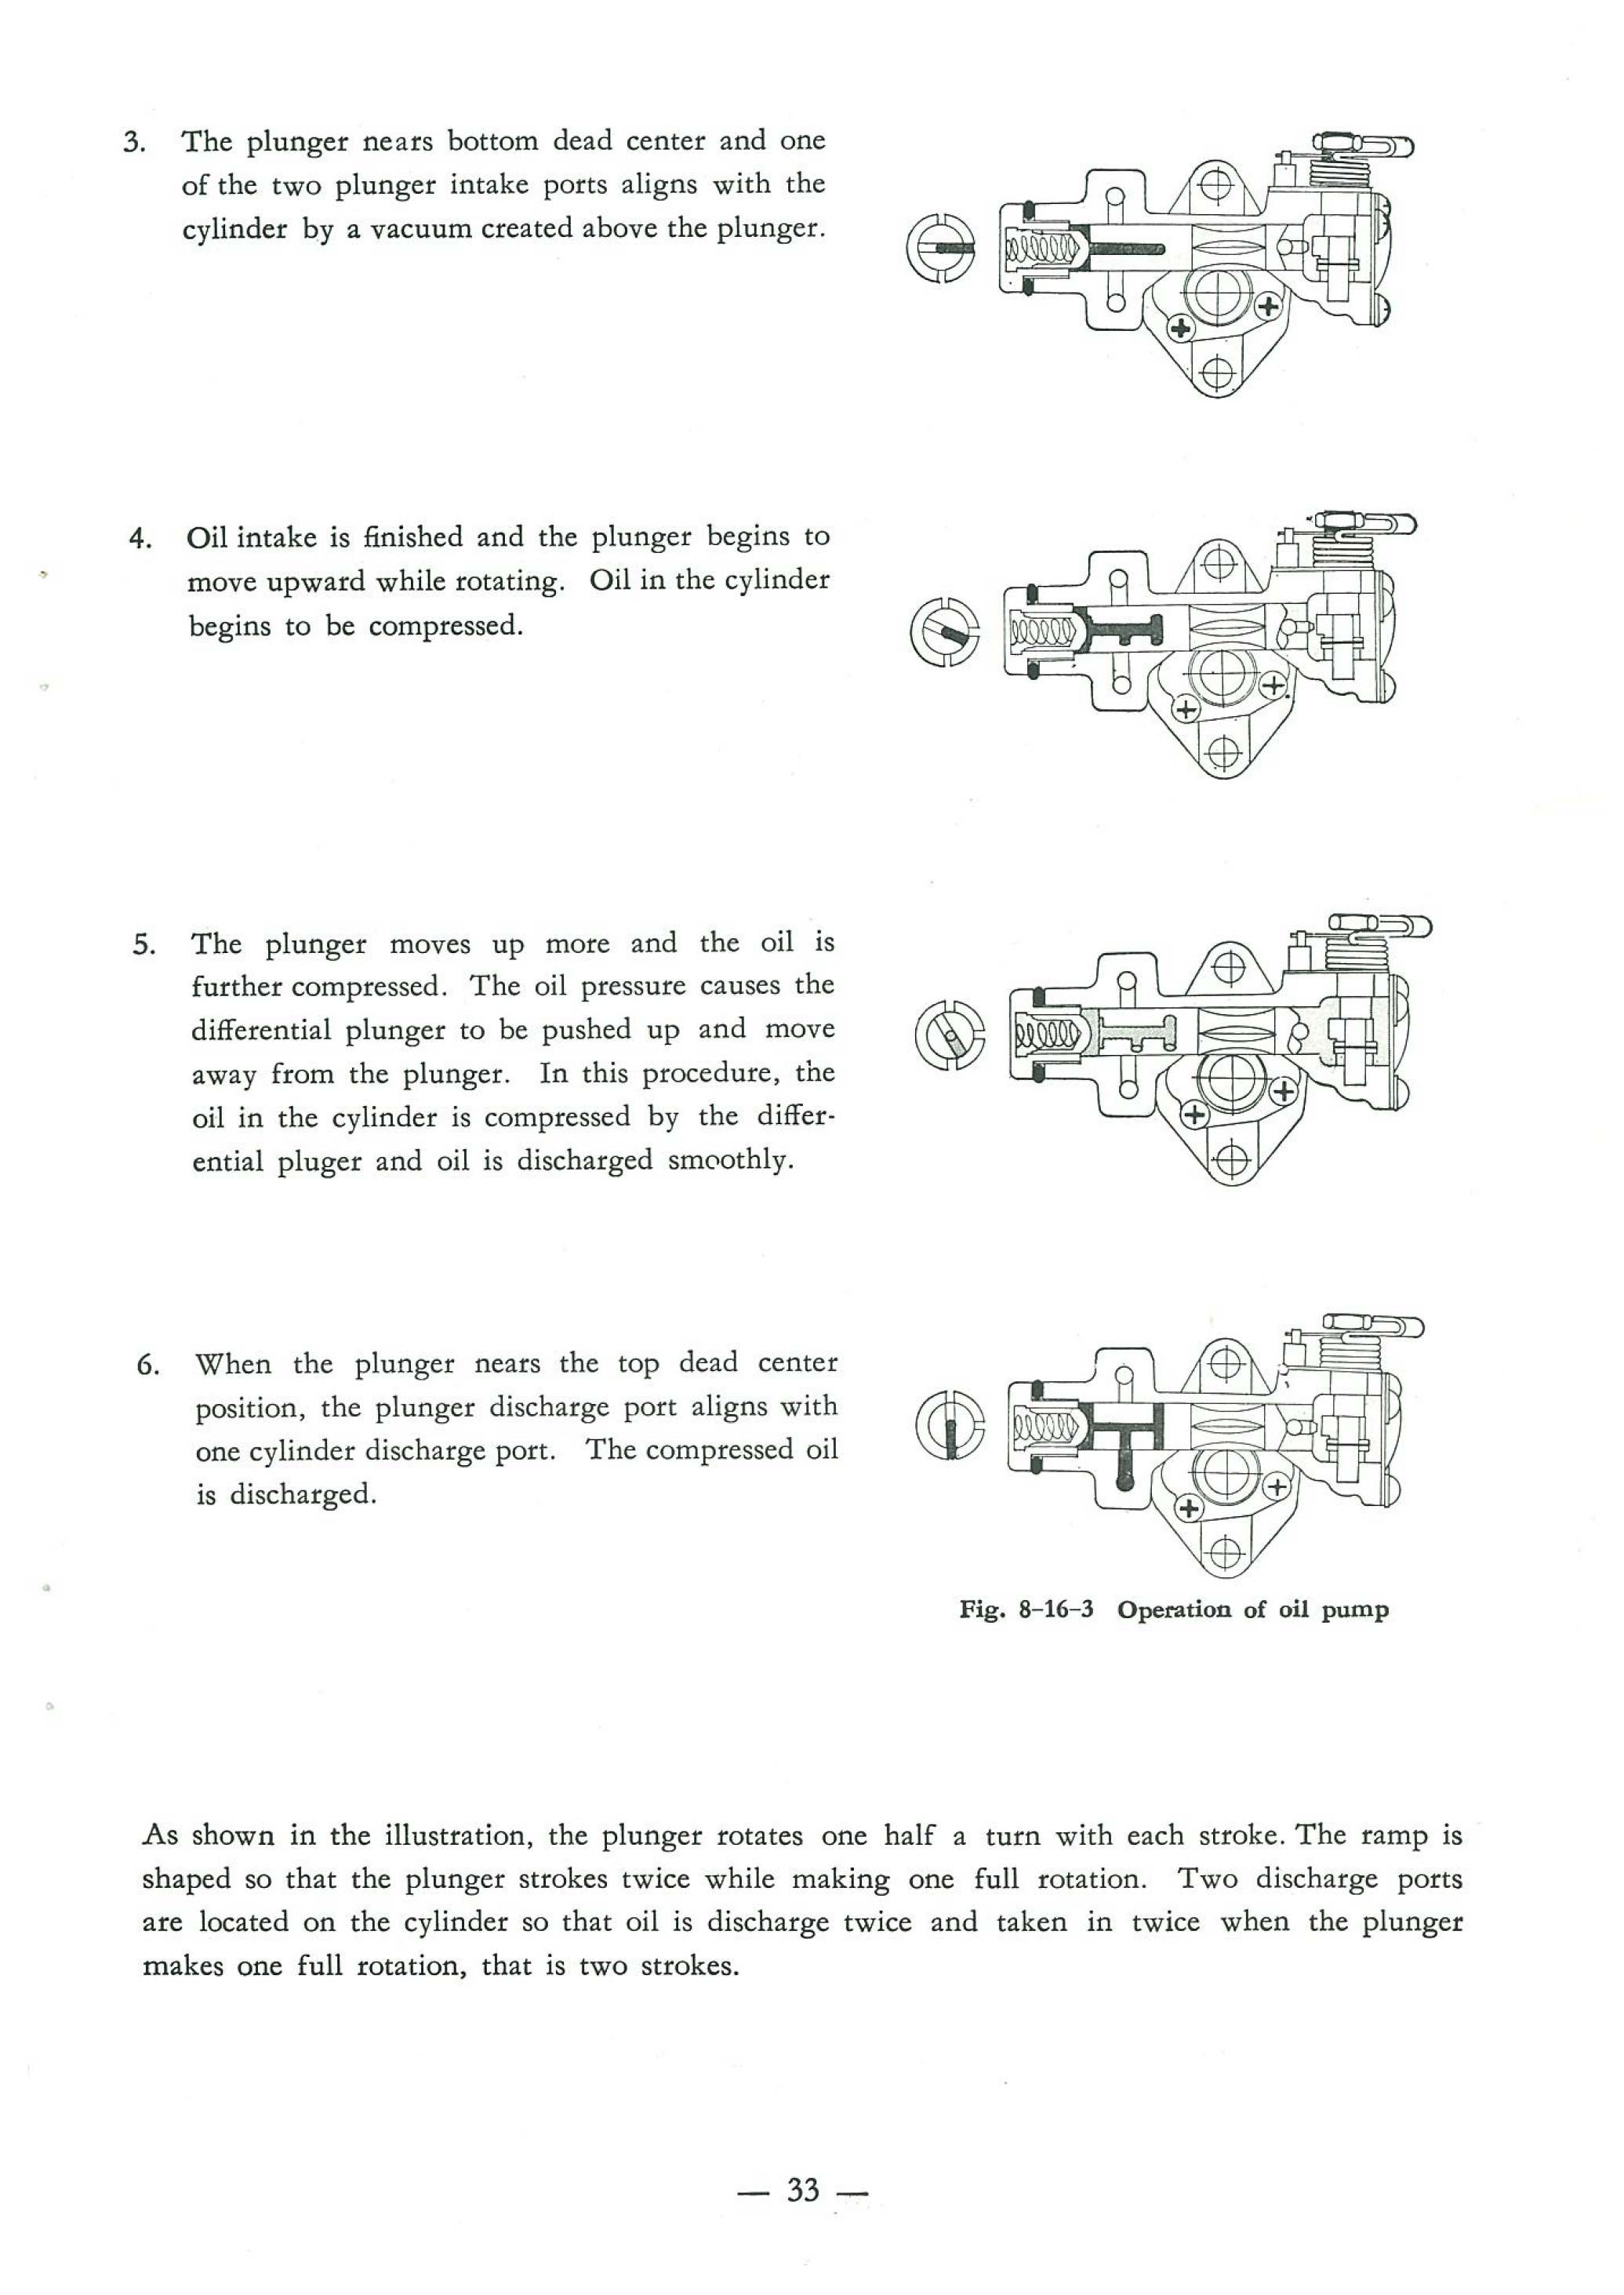 3. The plunger nears bottom dead center and one
of the two plunger intake ports aligns with the
cylinder by a vacuum created above the plunger.
4. Oil intake is finished and the plunger begins to
move upward while rotating. Oil in the cylinder
begins to be compressed.
5. The plunger moves up more and the oil is
further compressed. The oil pressure causes the
differential plunger to be pushed up and move
away from the plunger. In this procedure, the
oil in the cylinder is compressed by the differ-
ential pluger and oil is discharged smoothly.
6. When the plunger nears the top dead center
position, the plunger discharge port aligns with
one cylinder discharge port. The compressed oil
is discharged.
Fig. 8-16-3 Operation of oil pump
As shown in the illustration, the plunger rotates one half a turn with each stroke. The ramp is
shaped so that the plunger strokes twice while making one full rotation. Two discharge ports
are located on the cylinder so that oil is discharge twice and taken in twice when the plunger
makes one full rotation, that is two strokes.
— 33 —